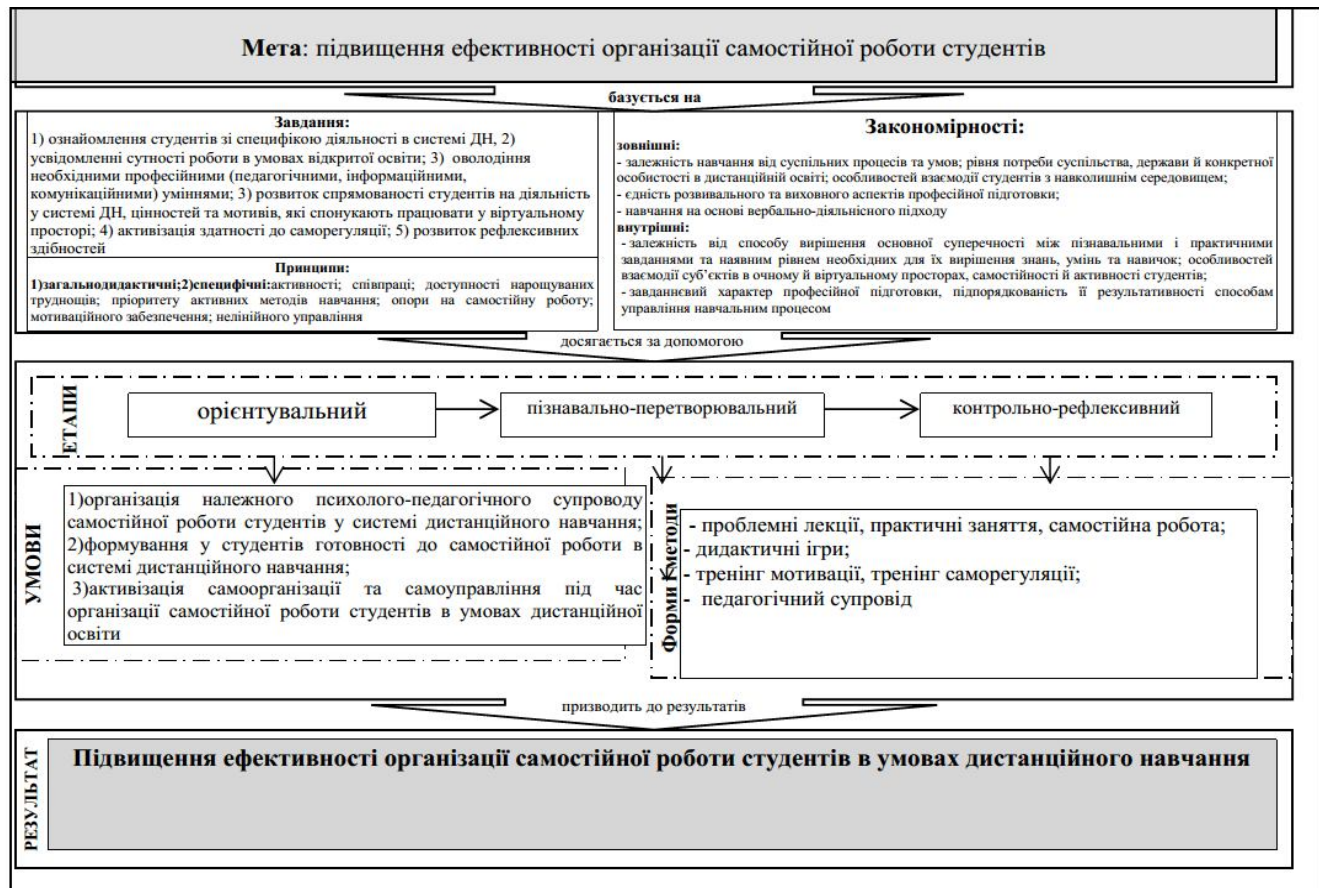 Мета: підвищення ефективності організації самостійної роботи студентів
базується на
Завдання:
1) ознайомлення студентів зі специфікою діяльності в системі ДН, 2)
усвідомленні сутності роботи в умовах відкритої освіти; 3) оволодіння
необхідними професійними (педагогічними, інформаційними,
комунікаційними) уміннями; 3) розвиток спрямованості студентів на діяльність
у системі ДН, цінностей та мотивів, які спонукають працювати у віртуальному
просторі; 4) активізація здатності до саморегуляції; 5) розвиток рефлексивних
здібностей
Принципи:
1)загальнодидактичні;2)специфічні:активності; співпраці; доступності нарощуваних
труднощів; пріоритету активних методів навчання; опори на самостійну роботу;
мотиваційного забезпечення; нелінійного управління
Закономірності:
зовнішні:
- залежність навчання від суспільних процесів та умов; рівня потреби суспільства, держави й конкретної
особистості в дистанційній освіті; особливостей взаємодії студентів з навколишнім середовищем;
- єдність розвивального та виховного аспектів професійної підготовки;
- навчання на основі вербально-діяльнісного підходу
внутрішні:
- залежність від способу вирішення основної суперечності між пізнавальними і практичними
завданнями та наявним рівнем необхідних для їх вирішення знань, умінь та навичок; особливостей
взаємодії суб’єктів в очному й віртуальному просторах, самостійності й активності студентів;
- завданнєвий характер професійної підготовки, підпорядкованість її результативності способам
управління навчальним процесом
досягається за допомогою
ЕТАПИ
орієнтувальний
пізнавально-перетворювальний
контрольно-рефлексивний
УМОВИ
1)організація належного психолого-педагогічного супроводу
самостійної роботи студентів у системі дистанційного навчання;
2)формування у студентів готовності до самостійної роботи в
системі дистанційного навчання;
3)активізація самоорганізації та самоуправління під час
організації самостійної роботи студентів в умовах дистанційної
освіти
Форми і методи
- проблемні лекції, практичні заняття, самостійна робота;
- дидактичні ігри;
- тренінг мотивації, тренінг саморегуляції;
- педагогічний супровід
призводить до результатів
РЕЗУЛЬТАТ
Підвищення ефективності організації самостійної роботи студентів в умовах дистанційного навчання